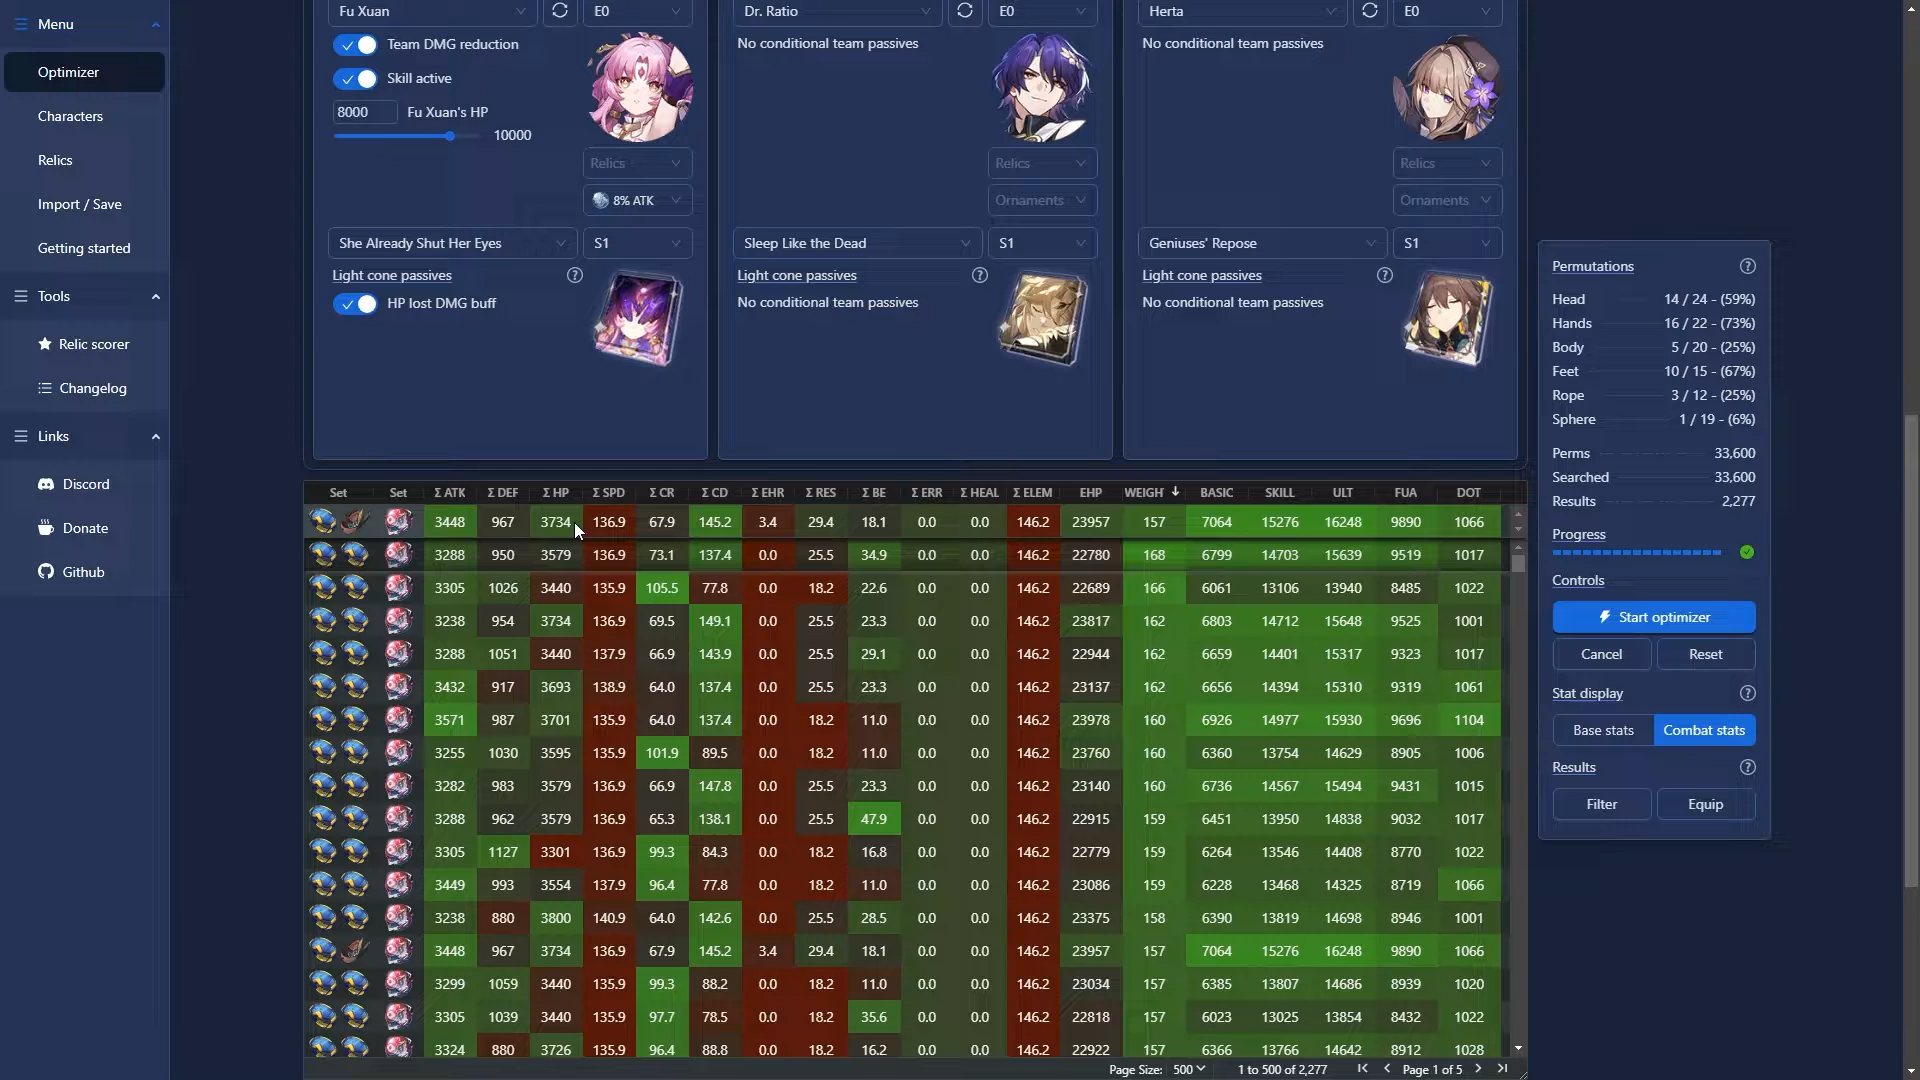 Menu
Optimizer
Characters
Relics
Import / Save
Getting started
Tools
Relic scorer
Changelog
Links
Discord
Donate
Github
Fu Xuan E0
Team DMG reduction
Skill active
8000 Fu Xuan's HP
10000
Relics
8% ATK
She Already Shut Her Eyes S1
Light cone passives
HP lost DMG buff
Dr. Ratio E0
No conditional team passives
Relics
Ornaments
Sleep Like the Dead S1
Light cone passives
No conditional team passives
Herta E0
No conditional team passives
Relics
Ornaments
Geniuses' Repose S1
Light cone passives
No conditional team passives
Set Set Σ ATK Σ DEF Σ HP Σ SPD Σ CR Σ CD Σ EHR Σ RES Σ BE Σ ERR Σ HEAL Σ ELEM EHP WEIGH BASIC SKILL ULT FUA DOT
3448 967 3734 136.9 67.9 145.2 3.4 29.4 18.1 0.0 0.0 146.2 23957 157 7064 15276 16248 9890 1066
3288 950 3579 136.9 73.1 137.4 0.0 25.5 34.9 0.0 0.0 146.2 22780 168 6799 14703 15639 9519 1017
3305 1026 3440 135.9 105.5 77.8 0.0 18.2 22.6 0.0 0.0 146.2 22689 166 6061 13106 13940 8485 1022
3238 954 3734 135.9 69.5 149.1 0.0 25.5 23.3 0.0 0.0 146.2 23817 162 6803 14712 15648 9525 1001
3288 1051 3440 137.9 66.9 143.9 0.0 25.5 29.1 0.0 0.0 146.2 22944 162 6659 14401 15317 9323 1017
3432 917 3693 138.9 64.0 137.4 0.0 25.5 23.3 0.0 0.0 146.2 23137 162 6656 14394 15310 9319 1061
3571 987 3701 135.9 64.0 137.4 0.0 18.2 11.0 0.0 0.0 146.2 23978 160 6926 14977 15930 9696 1104
3255 1030 3595 135.9 101.9 89.5 0.0 18.2 11.0 0.0 0.0 146.2 23760 160 6360 13754 14629 8905 1006
3282 983 3579 135.9 66.9 147.8 0.0 25.5 23.3 0.0 0.0 146.2 23140 160 6736 14567 15494 9431 1015
3288 962 3579 136.9 65.3 138.1 0.0 25.5 47.9 0.0 0.0 146.2 22915 159 6451 13950 14838 9032 1017
3305 1127 3301 136.9 99.3 84.3 0.0 18.2 16.8 0.0 0.0 146.2 22779 159 6264 13546 14408 8770 1022
3449 993 3554 137.9 96.4 77.8 0.0 18.2 11.0 0.0 0.0 146.2 23086 159 6228 13468 14325 8719 1066
3238 880 3800 140.9 64.0 142.6 0.0 25.5 28.5 0.0 0.0 146.2 23375 158 6390 13819 14698 8946 1001
3448 967 3734 136.9 67.9 145.2 3.4 29.4 18.1 0.0 0.0 146.2 23957 157 7064 15276 16248 9890 1066
3299 1059 3440 135.9 99.3 88.2 0.0 18.2 11.0 0.0 0.0 146.2 23034 157 6385 13807 14686 8939 1020
3305 1039 3440 135.9 97.7 78.5 0.0 18.2 35.6 0.0 0.0 146.2 22818 157 6023 13025 13854 8432 1022
3324 880 3726 135.9 96.4 88.8 0.0 18.2 16.2 0.0 0.0 146.2 22922 157 6366 13766 14642 8912 1028
Page Size: 500 1 to 500 of 2,277 Page 1 of 5
Permutations
Head 14 / 24 - (59%)
Hands 16 / 22 - (73%)
Body 5 / 20 - (25%)
Feet 10 / 15 - (67%)
Rope 3 / 12 - (25%)
Sphere 1 / 19 - (6%)
Perms 33,600
Searched 33,600
Results 2,277
Progress
Controls
Start optimizer
Cancel Reset
Stat display
Base stats Combat stats
Results
Filter Equip